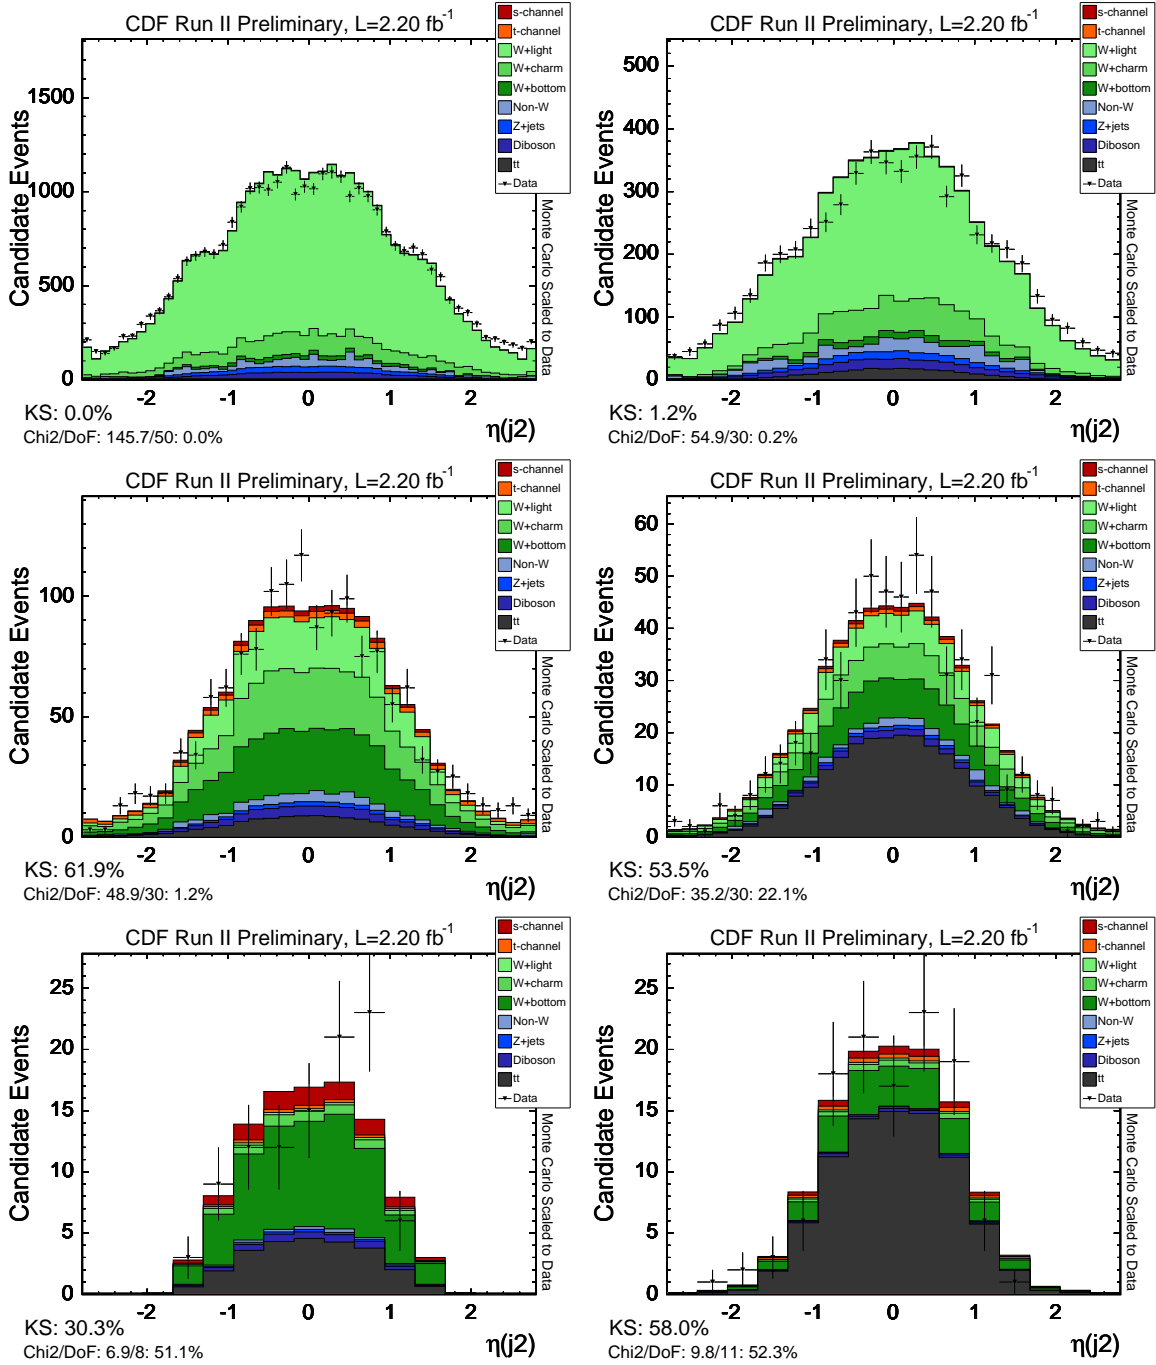 CDF Run II Preliminary, L=2.20 fb-1
s-channel
t-channel
W+light
W+charm
W+bottom
Non-W
Z+jets
Diboson
tt
Data
Candidate Events
1500
1000
500
0
-2 -1 0 1 2
η(j2)
Monte Carlo Scaled to Data
KS: 0.0%
Chi2/DoF: 145.7/50: 0.0%
CDF Run II Preliminary, L=2.20 fb-1
s-channel
t-channel
W+light
W+charm
W+bottom
Non-W
Z+jets
Diboson
tt
Data
Candidate Events
500
400
300
200
100
0
-2 -1 0 1 2
η(j2)
Monte Carlo Scaled to Data
KS: 1.2%
Chi2/DoF: 54.9/30: 0.2%
CDF Run II Preliminary, L=2.20 fb-1
s-channel
t-channel
W+light
W+charm
W+bottom
Non-W
Z+jets
Diboson
tt
Data
Candidate Events
100
50
0
-2 -1 0 1 2
η(j2)
Monte Carlo Scaled to Data
KS: 61.9%
Chi2/DoF: 48.9/30: 1.2%
CDF Run II Preliminary, L=2.20 fb-1
s-channel
t-channel
W+light
W+charm
W+bottom
Non-W
Z+jets
Diboson
tt
Data
Candidate Events
60
50
40
30
20
10
0
-2 -1 0 1 2
η(j2)
Monte Carlo Scaled to Data
KS: 53.5%
Chi2/DoF: 35.2/30: 22.1%
CDF Run II Preliminary, L=2.20 fb-1
s-channel
t-channel
W+light
W+charm
W+bottom
Non-W
Z+jets
Diboson
tt
Data
Candidate Events
25
20
15
10
5
0
-2 -1 0 1 2
η(j2)
Monte Carlo Scaled to Data
KS: 30.3%
Chi2/DoF: 6.9/8: 51.1%
CDF Run II Preliminary, L=2.20 fb-1
s-channel
t-channel
W+light
W+charm
W+bottom
Non-W
Z+jets
Diboson
tt
Data
Candidate Events
25
20
15
10
5
0
-2 -1 0 1 2
η(j2)
Monte Carlo Scaled to Data
KS: 58.0%
Chi2/DoF: 9.8/11: 52.3%